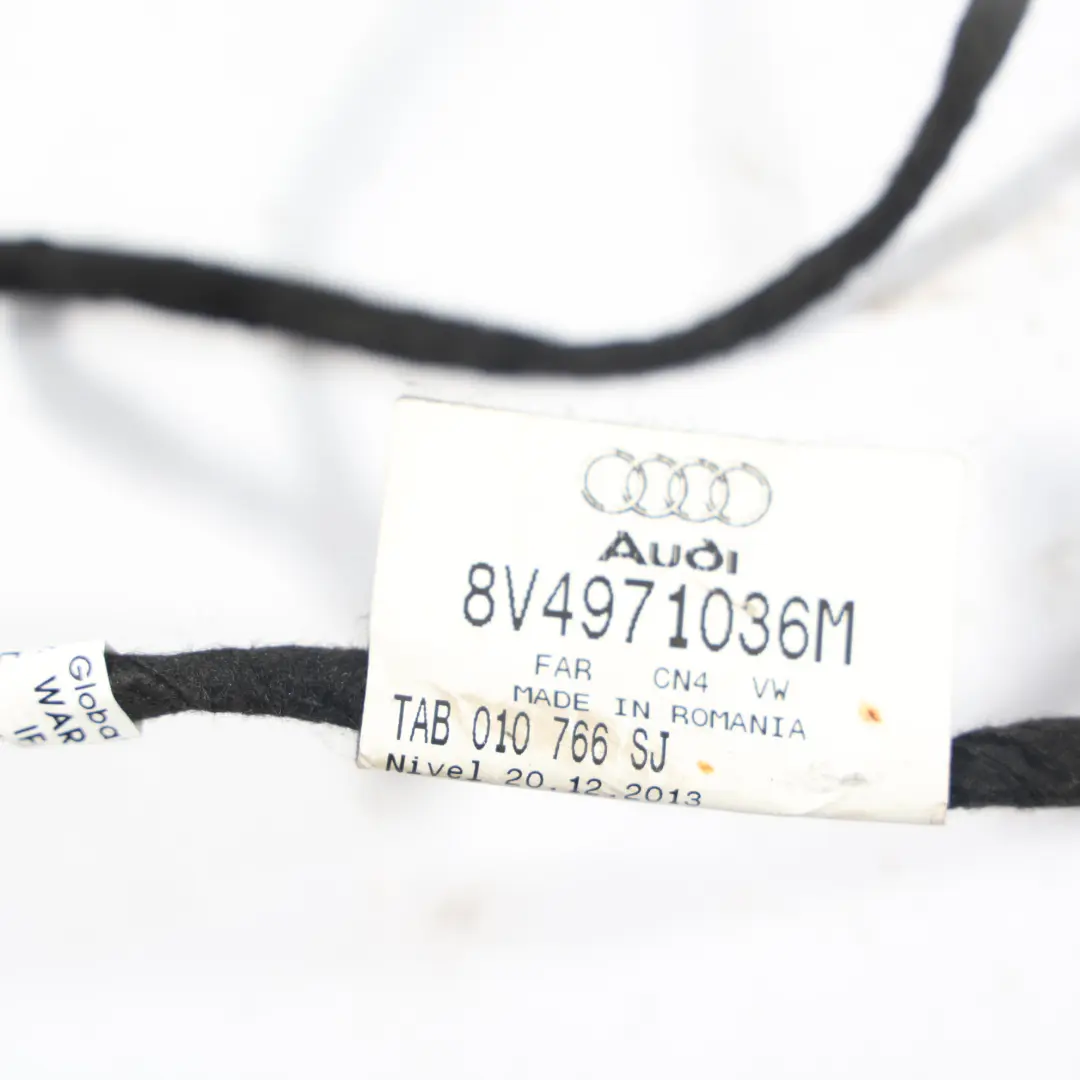 Audi
8V4971036M
FAR CN4 VW
MADE IN ROMANIA
TAB 010 766 SJ
Nivel 20.12.2013
Globa
WAR